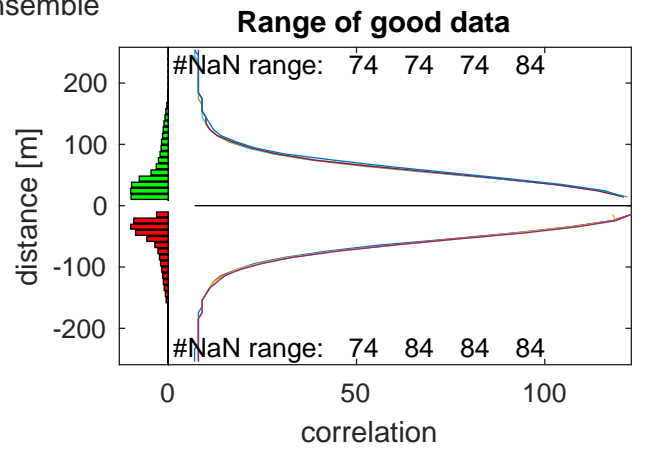 nsemble
Range of good data
#NaN range: 74 74 74 84
200
100
0
-100
-200
distance [m]
#NaN range: 74 84 84 84
0 50 100
correlation